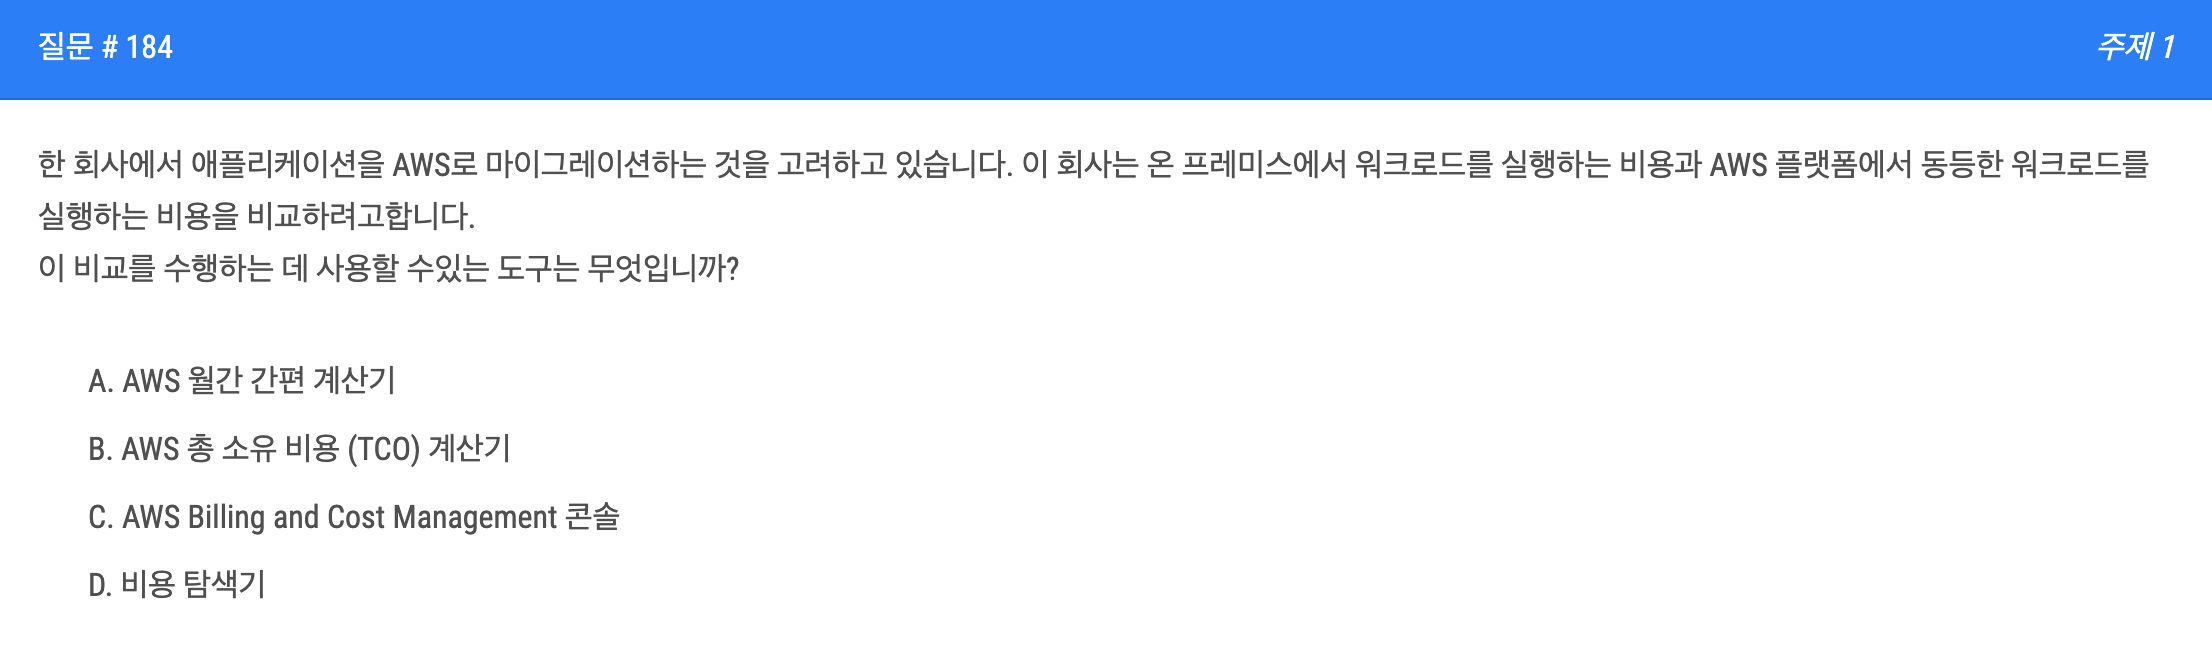 질문 # 184
주제 1
한 회사에서 애플리케이션을 AWS로 마이그레이션하는 것을 고려하고 있습니다. 이 회사는 온 프레미스에서 워크로드를 실행하는 비용과 AWS 플랫폼에서 동등한 워크로드를
실행하는 비용을 비교하려고합니다.
이 비교를 수행하는 데 사용할 수있는 도구는 무엇입니까?
A. AWS 월간 간편 계산기
B. AWS 총 소유 비용 (TCO) 계산기
C. AWS Billing and Cost Management 콘솔
D. 비용 탐색기